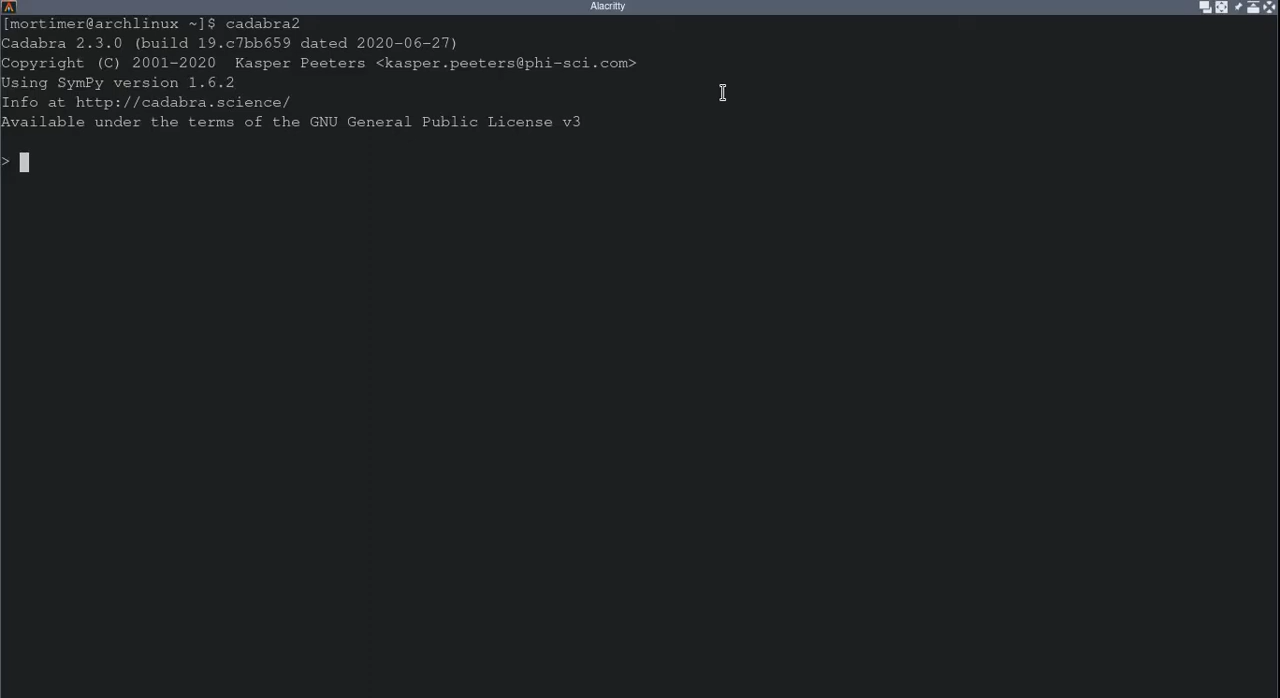 Alacritty
[mortimer@archlinux ~]$ cadabra2
Cadabra 2.3.0 (build 19.c7bb659 dated 2020-06-27)
Copyright (C) 2001-2020  Kasper Peeters <kasper.peeters@phi-sci.com>
Using SymPy version 1.6.2
Info at http://cadabra.science/
Available under the terms of the GNU General Public License v3
>